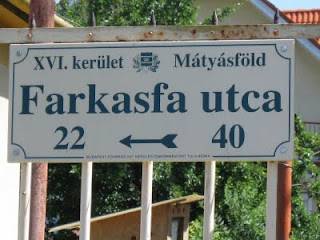 XVI. kerület Mátyásföld
Farkasfa utca
22 ← 40